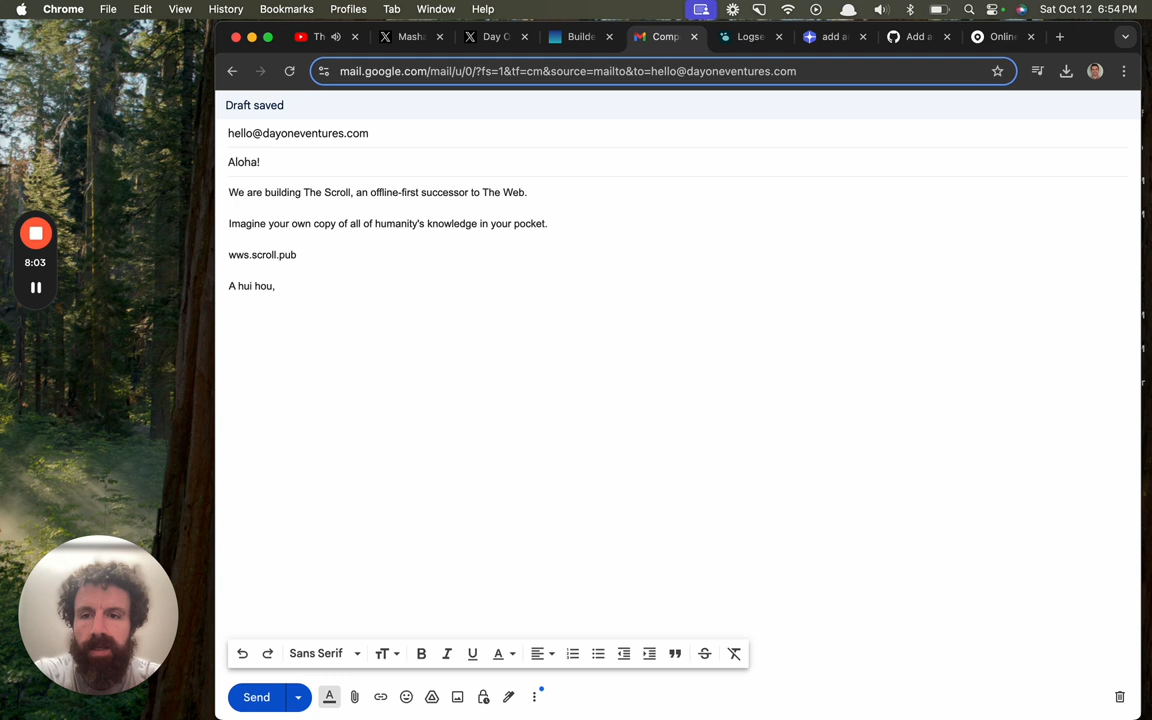 Chrome File Edit View History Bookmarks Profiles Tab Window Help Sat Oct 12 6:54 PM
Th Masha Day O Builde Comp Logse add a Add a Online
mail.google.com/mail/u/0/?fs=1&tf=cm&source=mailto&to=hello@dayoneventures.com
Draft saved
hello@dayoneventures.com
Aloha!
We are building The Scroll, an offline-first successor to The Web.
Imagine your own copy of all of humanity's knowledge in your pocket.
wws.scroll.pub
A hui hou,
8:03
Sans Serif
Send